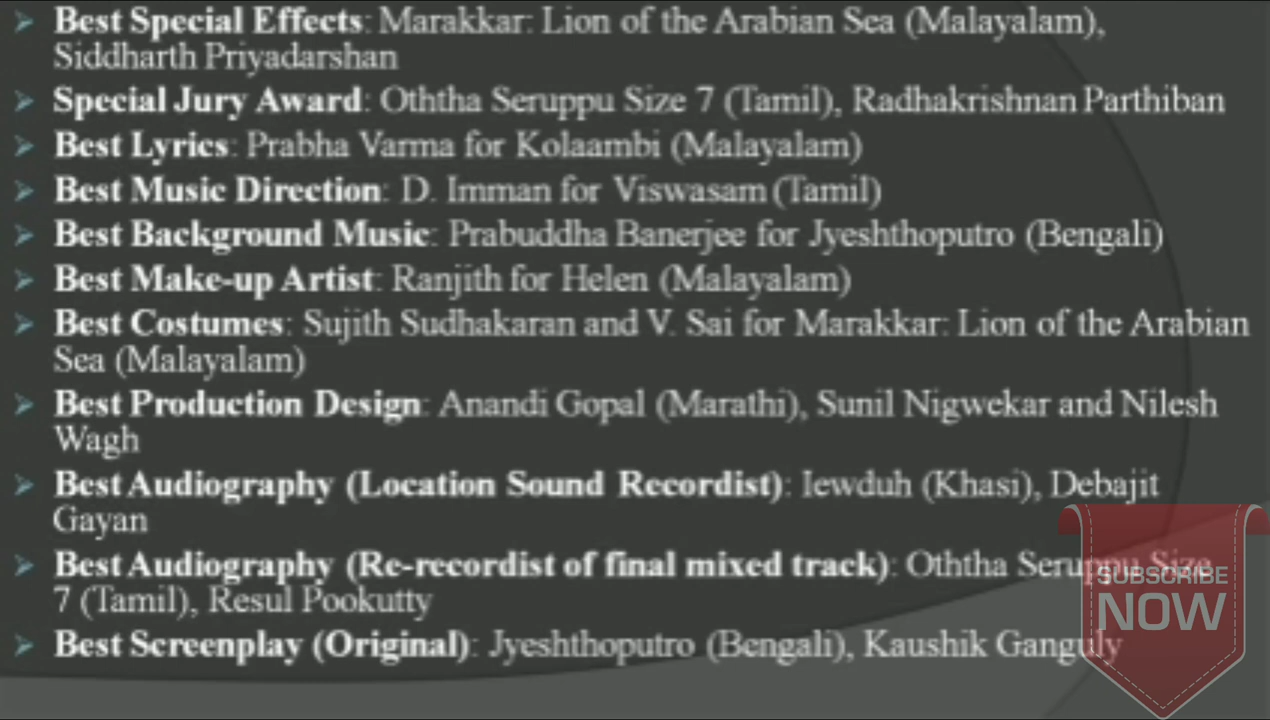 Best Special Effects: Marakkar: Lion of the Arabian Sea (Malayalam),
Siddharth Priyadarshan
Special Jury Award: Oththa Seruppu Size 7 (Tamil), Radhakrishnan Parthiban
Best Lyrics: Prabha Varma for Kolaambi (Malayalam)
Best Music Direction: D. Imman for Viswasam (Tamil)
Best Background Music: Prabuddha Banerjee for Jyeshthoputro (Bengali)
Best Make-up Artist: Ranjith for Helen (Malayalam)
Best Costumes: Sujith Sudhakaran and V. Sai for Marakkar: Lion of the Arabian
Sea (Malayalam)
Best Production Design: Anandi Gopal (Marathi), Sunil Nigwekar and Nilesh
Wagh
Best Audiography (Location Sound Recordist): Iewduh (Khasi), Debajit
Gayan
Best Audiography (Re-recordist of final mixed track): Oththa Seruppu Size
7 (Tamil), Resul Pookutty
Best Screenplay (Original): Jyeshthoputro (Bengali), Kaushik Ganguly
SUBSCRIBE
NOW